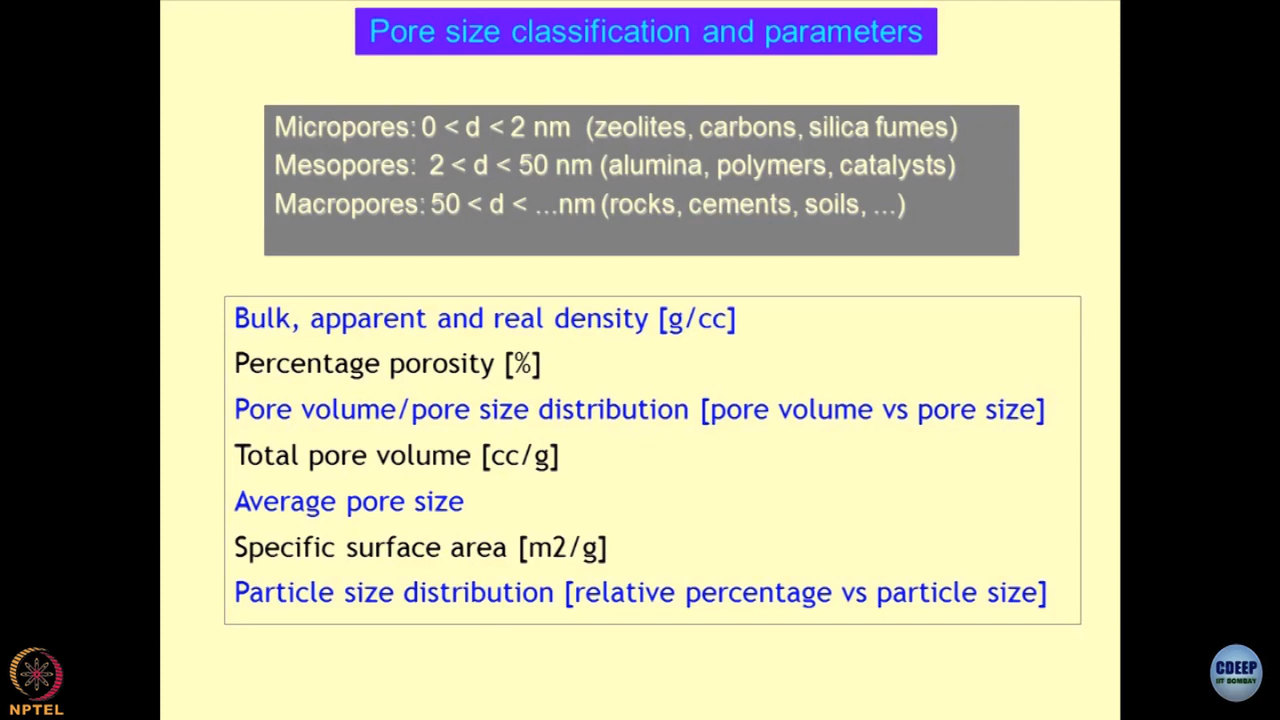 Pore size classification and parameters
Micropores: 0 < d < 2 nm (zeolites, carbons, silica fumes)
Mesopores: 2 < d < 50 nm (alumina, polymers, catalysts)
Macropores: 50 < d < ...nm (rocks, cements, soils, ...)
Bulk, apparent and real density [g/cc]
Percentage porosity [%]
Pore volume/pore size distribution [pore volume vs pore size]
Total pore volume [cc/g]
Average pore size
Specific surface area [m2/g]
Particle size distribution [relative percentage vs particle size]
NPTEL
CDEEP
IIT BOMBAY